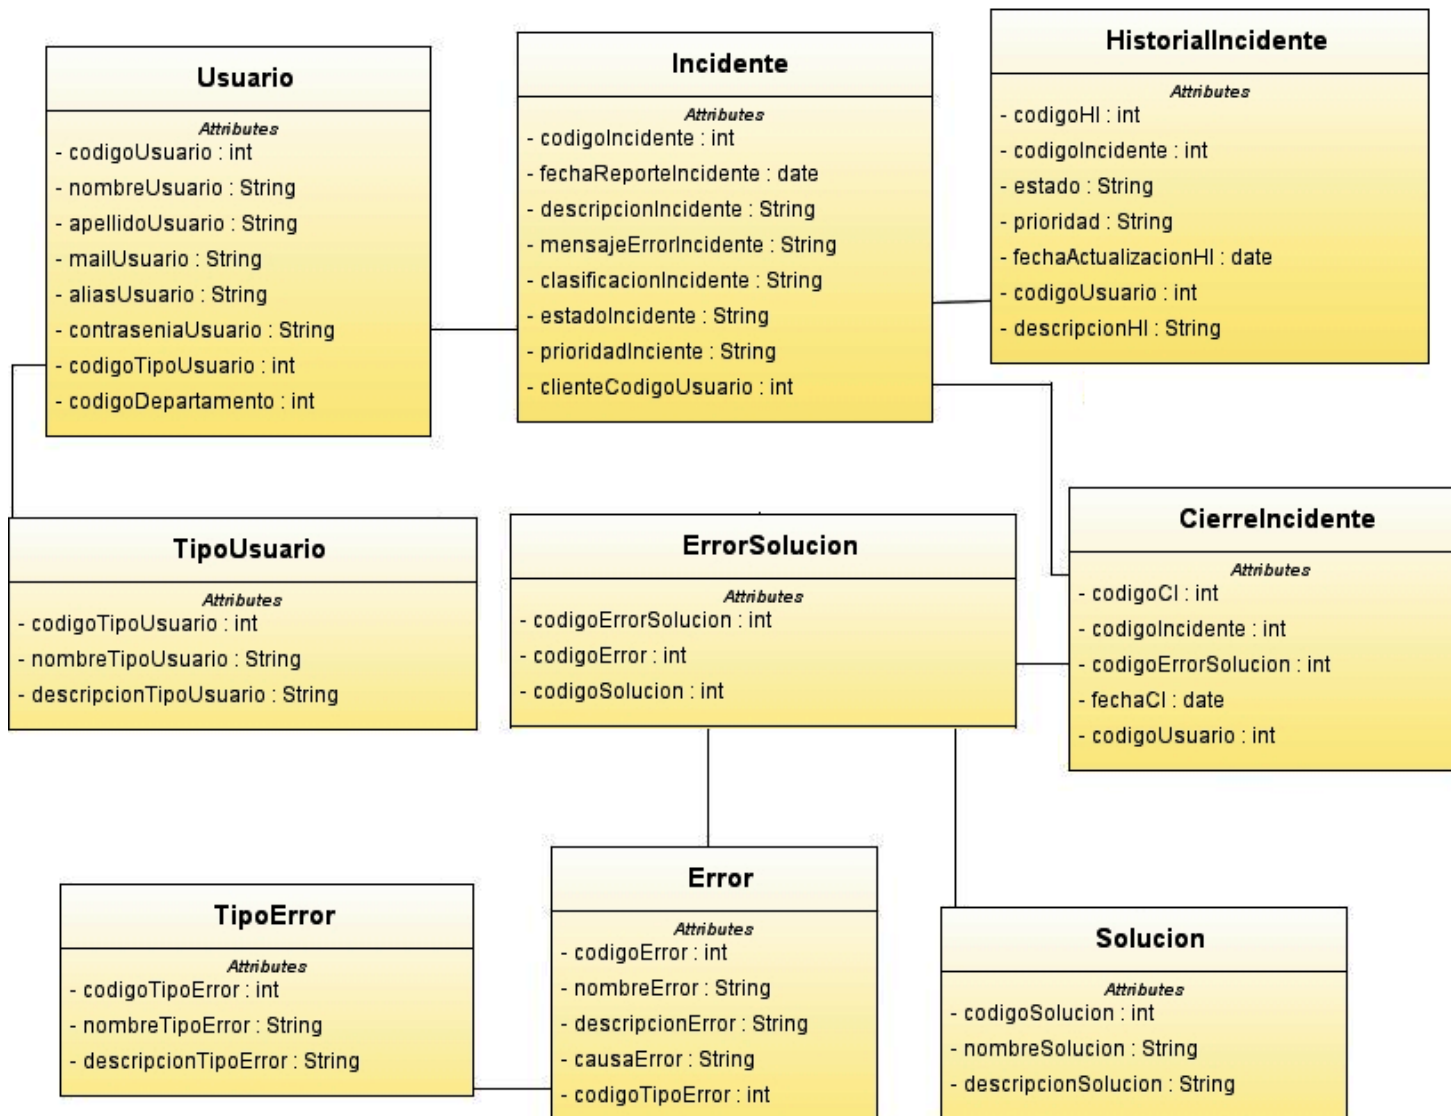 Usuario
Attributes
- codigoUsuario : int
- nombreUsuario : String
- apellidoUsuario : String
- mailUsuario : String
- aliasUsuario : String
- contraseniaUsuario : String
- codigoTipoUsuario : int
- codigoDepartamento : int
Incidente
Attributes
- codigoIncidente : int
- fechaReporteIncidente : date
- descripcionIncidente : String
- mensajeErrorIncidente : String
- clasificacionIncidente : String
- estadoIncidente : String
- prioridadInciente : String
- clienteCodigoUsuario : int
HistorialIncidente
Attributes
- codigoHI : int
- codigoIncidente : int
- estado : String
- prioridad : String
- fechaActualizacionHI : date
- codigoUsuario : int
- descripcionHI : String
TipoUsuario
Attributes
- codigoTipoUsuario : int
- nombreTipoUsuario : String
- descripcionTipoUsuario : String
ErrorSolucion
Attributes
- codigoErrorSolucion : int
- codigoError : int
- codigoSolucion : int
CierreIncidente
Attributes
- codigoCI : int
- codigoIncidente : int
- codigoErrorSolucion : int
- fechaCI : date
- codigoUsuario : int
TipoError
Attributes
- codigoTipoError : int
- nombreTipoError : String
- descripcionTipoError : String
Error
Attributes
- codigoError : int
- nombreError : String
- descripcionError : String
- causaError : String
- codigoTipoError : int
Solucion
Attributes
- codigoSolucion : int
- nombreSolucion : String
- descripcionSolucion : String